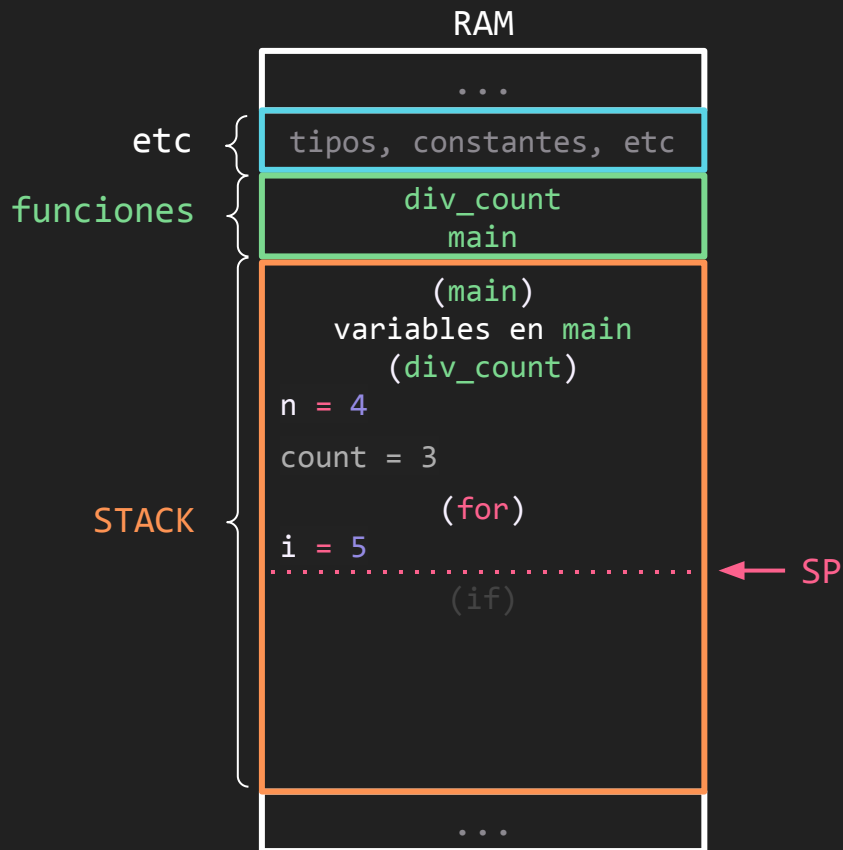 RAM
...
etc
tipos, constantes, etc
funciones
div_count
main
(main)
variables en main
(div_count)
n = 4
count = 3
(for)
STACK
i = 5
SP
(if)
...